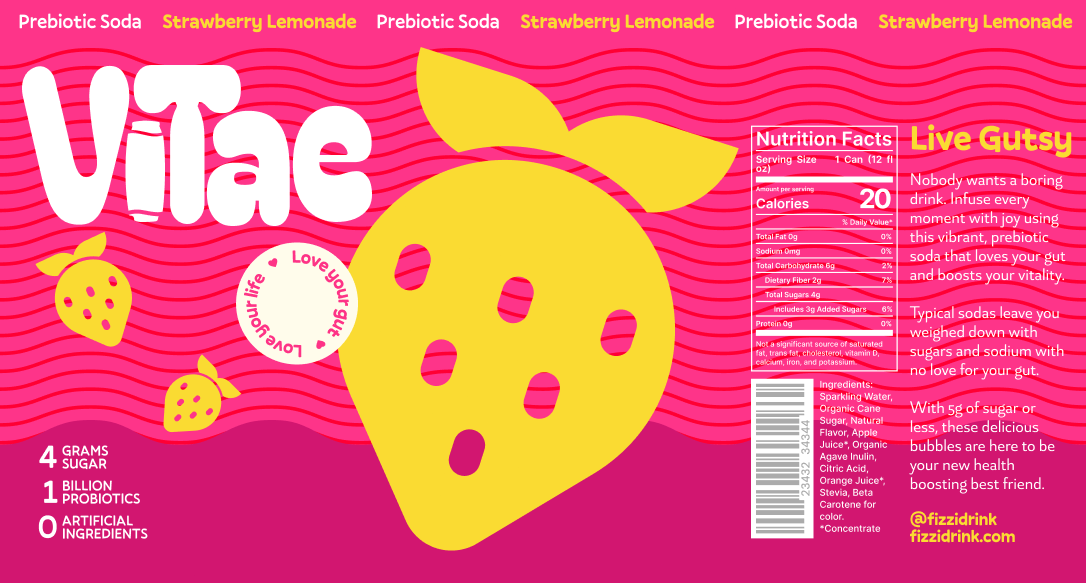 Prebiotic Soda Strawberry Lemonade Prebiotic Soda Strawberry Lemonade Prebiotic Soda Strawberry Lemonade
ViTae
Love your gut
Love your life
4 GRAMS
SUGAR
1 BILLION
PROBIOTICS
0 ARTIFICIAL
INGREDIENTS
Nutrition Facts
Serving Size 1 Can (12 fl
oz)
Amount per serving
Calories 20
% Daily Value*
Total Fat 0g 0%
Sodium 0mg 0%
Total Carbohydrate 6g 2%
Dietary Fiber 2g 7%
Total Sugars 4g
Includes 3g Added Sugars 6%
Protein 0g 0%
Not a significant source of saturated
fat, trans fat, cholesterol, vitamin D,
calcium, iron, and potassium.
23432 34344
Ingredients:
Sparkling Water,
Organic Cane
Sugar, Natural
Flavor, Apple
Juice*, Organic
Agave Inulin,
Citric Acid,
Orange Juice*,
Stevia, Beta
Carotene for
color.
*Concentrate
Live Gutsy
Nobody wants a boring
drink. Infuse every
moment with joy using
this vibrant, prebiotic
soda that loves your gut
and boosts your vitality.
Typical sodas leave you
weighed down with
sugars and sodium with
no love for your gut.
With 5g of sugar or
less, these delicious
bubbles are here to be
your new health
boosting best friend.
@fizzidrink
fizzidrink.com